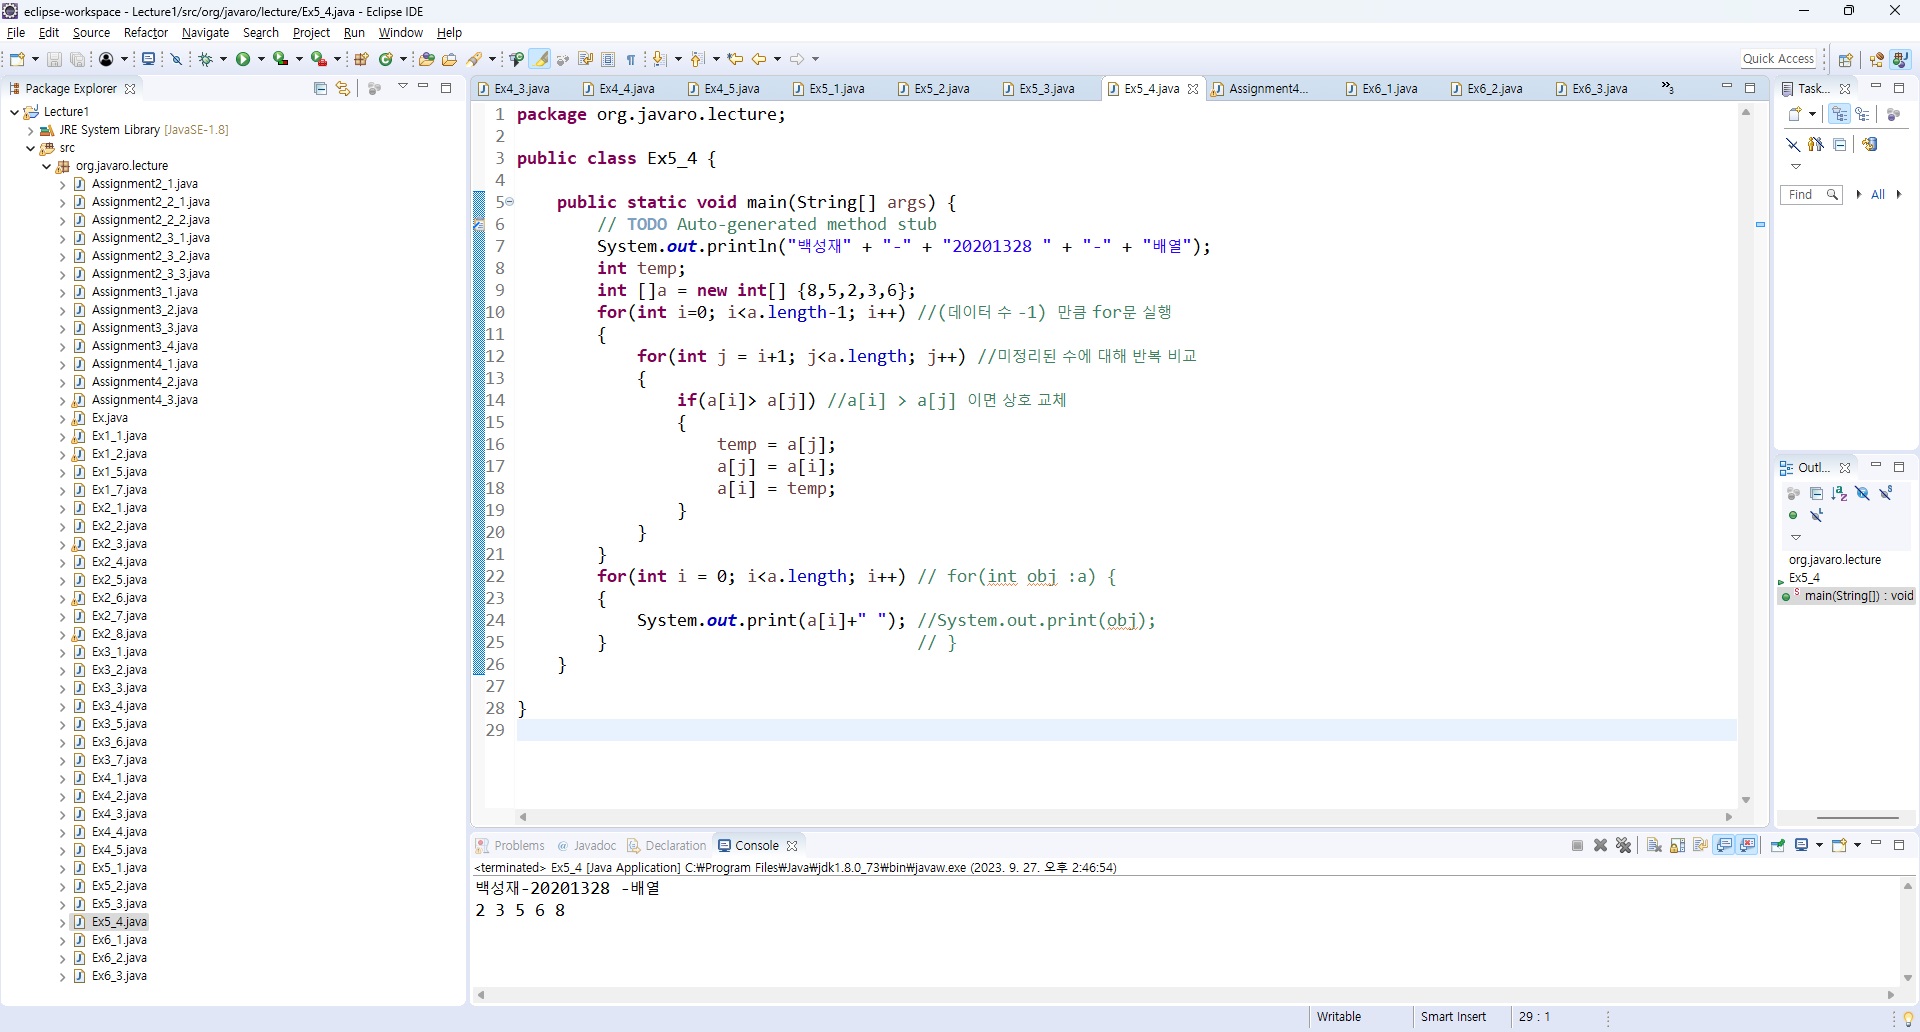 eclipse-workspace - Lecture1/src/org/javaro/lecture/Ex5_4.java - Eclipse IDE
File Edit Source Refactor Navigate Search Project Run Window Help
Quick Access
Package Explorer
Lecture1
JRE System Library [JavaSE-1.8]
src
org.javaro.lecture
Assignment2_1.java
Assignment2_2_1.java
Assignment2_2_2.java
Assignment2_3_1.java
Assignment2_3_2.java
Assignment2_3_3.java
Assignment3_1.java
Assignment3_2.java
Assignment3_3.java
Assignment3_4.java
Assignment4_1.java
Assignment4_2.java
Assignment4_3.java
Ex.java
Ex1_1.java
Ex1_2.java
Ex1_5.java
Ex1_7.java
Ex2_1.java
Ex2_2.java
Ex2_3.java
Ex2_4.java
Ex2_5.java
Ex2_6.java
Ex2_7.java
Ex2_8.java
Ex3_1.java
Ex3_2.java
Ex3_3.java
Ex3_4.java
Ex3_5.java
Ex3_6.java
Ex3_7.java
Ex4_1.java
Ex4_2.java
Ex4_3.java
Ex4_4.java
Ex4_5.java
Ex5_1.java
Ex5_2.java
Ex5_3.java
Ex5_4.java
Ex6_1.java
Ex6_2.java
Ex6_3.java
Ex4_3.java Ex4_4.java Ex4_5.java Ex5_1.java Ex5_2.java Ex5_3.java Ex5_4.java Assignment4... Ex6_1.java Ex6_2.java Ex6_3.java »3
1 package org.javaro.lecture;
2
3 public class Ex5_4 {
4
5 public static void main(String[] args) {
6 // TODO Auto-generated method stub
7 System.out.println("백성재" + "-" + "20201328 " + "-" + "배열");
8 int temp;
9 int []a = new int[] {8,5,2,3,6};
10 for(int i=0; i<a.length-1; i++) //(데이터 수 -1) 만큼 for문 실행
11 {
12 for(int j = i+1; j<a.length; j++) //미정리된 수에 대해 반복 비교
13 {
14 if(a[i]> a[j]) //a[i] > a[j] 이면 상호 교체
15 {
16 temp = a[j];
17 a[j] = a[i];
18 a[i] = temp;
19 }
20 }
21 }
22 for(int i = 0; i<a.length; i++) // for(int obj :a) {
23 {
24 System.out.print(a[i]+" "); //System.out.print(obj);
25 } // }
26 }
27
28 }
29
Task...
Find All
Outl...
org.javaro.lecture
Ex5_4
main(String[]) : void
Problems @ Javadoc Declaration Console
<terminated> Ex5_4 [Java Application] C:₩Program Files₩Java₩jdk1.8.0_73₩bin₩javaw.exe (2023. 9. 27. 오후 2:46:54)
백성재-20201328 -배열
2 3 5 6 8
Writable Smart Insert 29 : 1